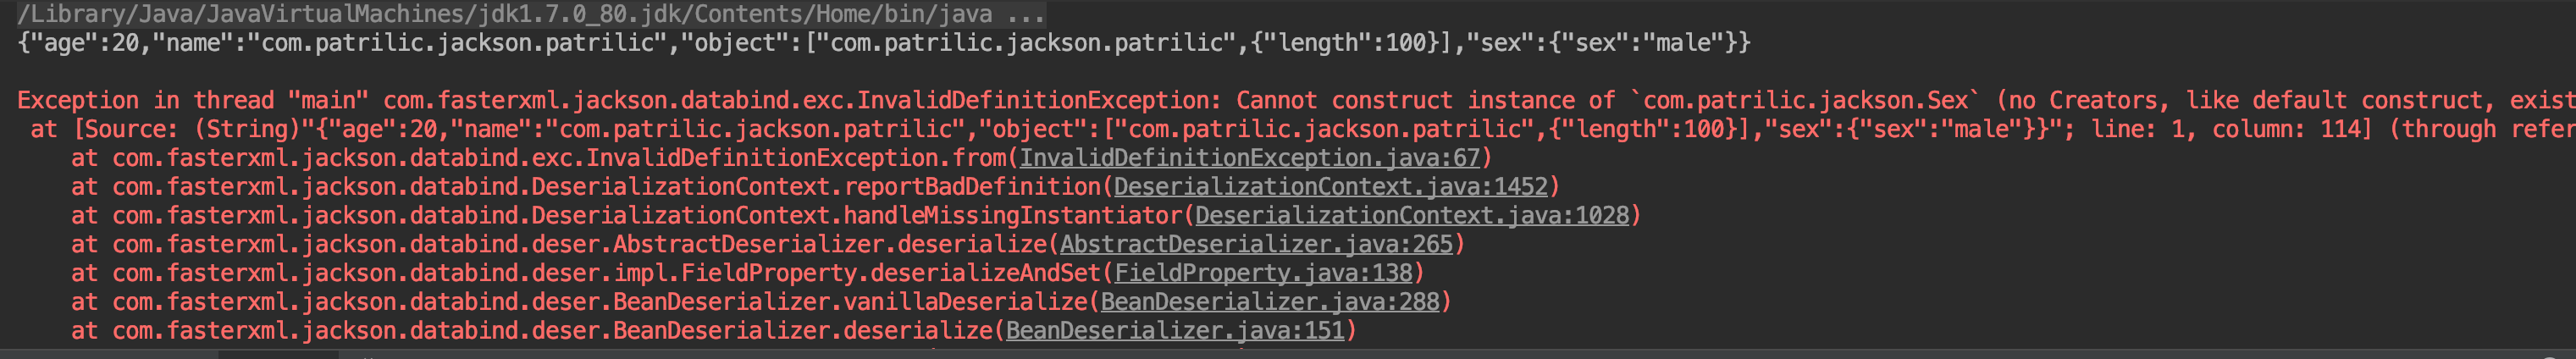 /Library/Java/JavaVirtualMachines/jdk1.7.0_80.jdk/Contents/Home/bin/java ...
{"age":20,"name":"com.patrilic.jackson.patrilic","object":["com.patrilic.jackson.patrilic",{"length":100}],"sex":{"sex":"male"}}
Exception in thread "main" com.fasterxml.jackson.databind.exc.InvalidDefinitionException: Cannot construct instance of `com.patrilic.jackson.Sex` (no Creators, like default construct, exist
at [Source: (String)"{"age":20,"name":"com.patrilic.jackson.patrilic","object":["com.patrilic.jackson.patrilic",{"length":100}],"sex":{"sex":"male"}}"; line: 1, column: 114] (through refer
at com.fasterxml.jackson.databind.exc.InvalidDefinitionException.from(InvalidDefinitionException.java:67)
at com.fasterxml.jackson.databind.DeserializationContext.reportBadDefinition(DeserializationContext.java:1452)
at com.fasterxml.jackson.databind.DeserializationContext.handleMissingInstantiator(DeserializationContext.java:1028)
at com.fasterxml.jackson.databind.deser.AbstractDeserializer.deserialize(AbstractDeserializer.java:265)
at com.fasterxml.jackson.databind.deser.impl.FieldProperty.deserializeAndSet(FieldProperty.java:138)
at com.fasterxml.jackson.databind.deser.BeanDeserializer.vanillaDeserialize(BeanDeserializer.java:288)
at com.fasterxml.jackson.databind.deser.BeanDeserializer.deserialize(BeanDeserializer.java:151)